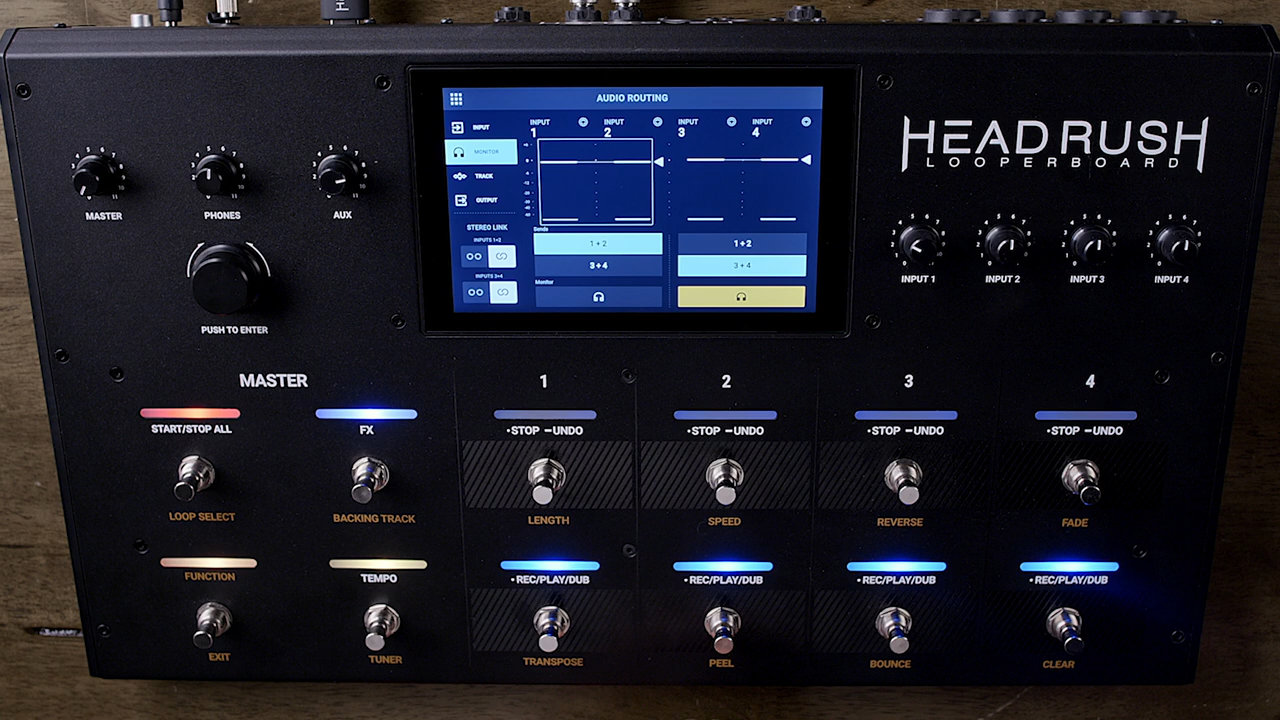 AUDIO ROUTING
INPUT
MONITOR
TRACK
OUTPUT
STEREO LINK
INPUTS 1+2
INPUTS 3+4
INPUT 1
INPUT 2
INPUT 3
INPUT 4
Sends
1 + 2
3 + 4
1 + 2
3 + 4
Monitor
HEADRUSH
LOOPERBOARD
MASTER
PHONES
AUX
PUSH TO ENTER
INPUT 1
INPUT 2
INPUT 3
INPUT 4
MASTER
1
2
3
4
START/STOP ALL
FX
•STOP –UNDO
•STOP –UNDO
•STOP –UNDO
•STOP –UNDO
LOOP SELECT
BACKING TRACK
LENGTH
SPEED
REVERSE
FADE
FUNCTION
TEMPO
•REC/PLAY/DUB
•REC/PLAY/DUB
•REC/PLAY/DUB
•REC/PLAY/DUB
EXIT
TUNER
TRANSPOSE
PEEL
BOUNCE
CLEAR